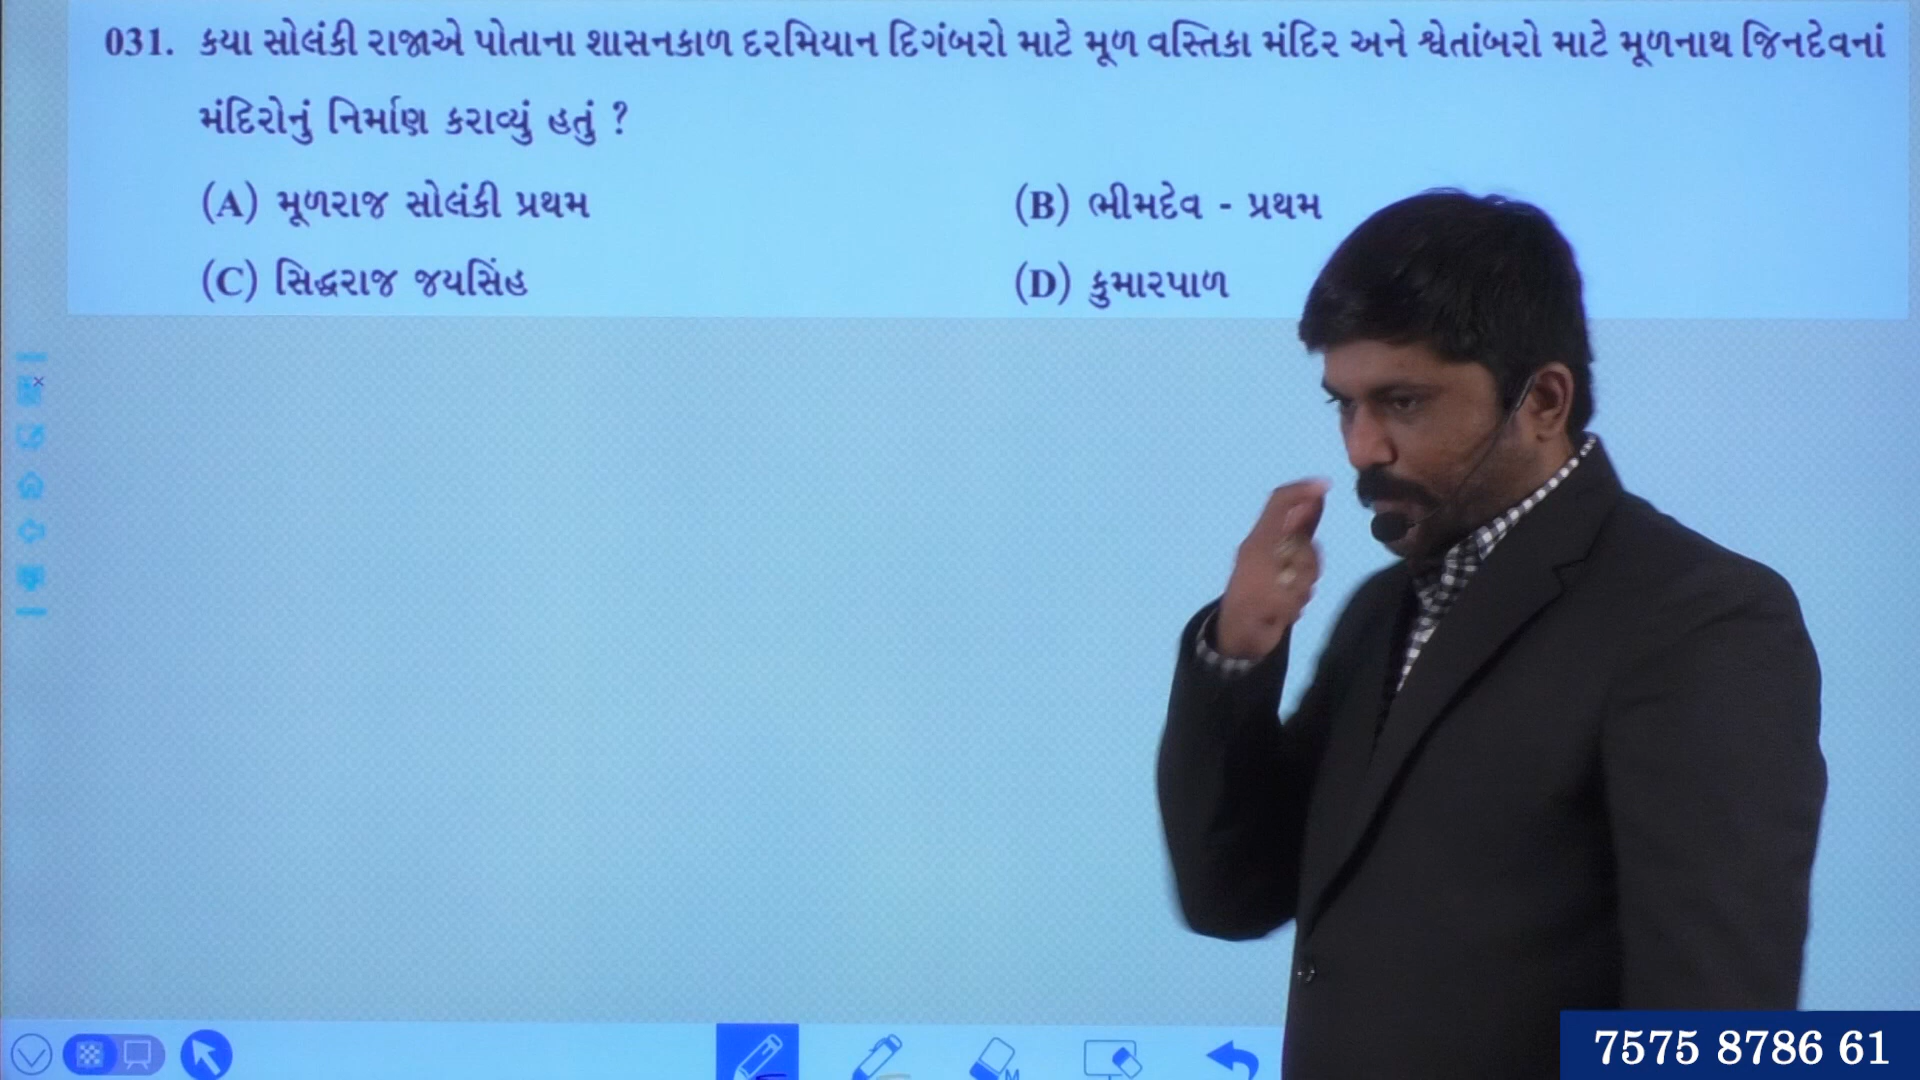 031. કયા સોલંકી રાજાએ પોતાના શાસનકાળ દરમિયાન દિગંબરો માટે મૂળ વસ્તિકા મંદિર અને શ્વેતાંબરો માટે મૂળનાથ જિનદેવનાં
મંદિરોનું નિર્માણ કરાવ્યું હતું ?
(A) મૂળરાજ સોલંકી પ્રથમ
(B) ભીમદેવ - પ્રથમ
(C) સિદ્ધરાજ જયસિંહ
(D) કુમારપાળ
M
7575 8786 61